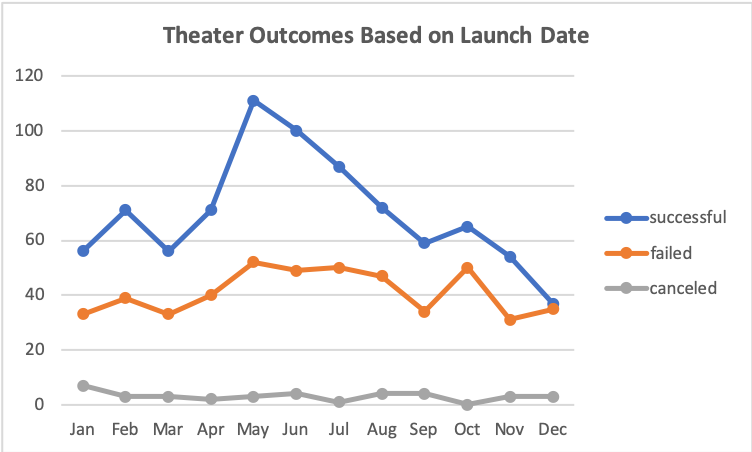 Theater Outcomes Based on Launch Date
120
100
80
60
40
20
0
Jan Feb Mar Apr May Jun Jul Aug Sep Oct Nov Dec
successful
failed
canceled